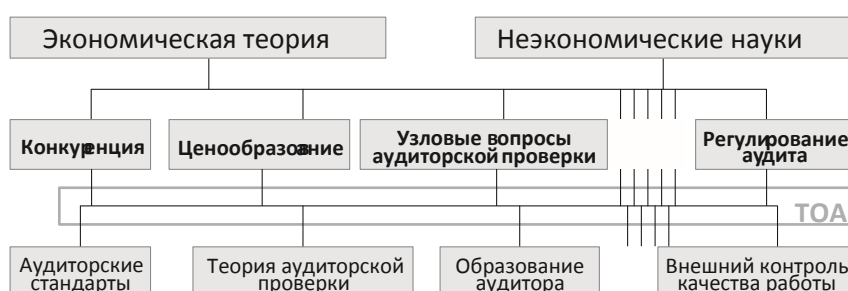 Экономическая теория
Неэкономические науки
Конкуренция
Ценообразование
Узловые вопросы
аудиторской проверки
Регулирование
аудита
ТОА
Аудиторские
стандарты
Теория аудиторской
проверки
Образование
аудитора
Внешний контроль
качества работы